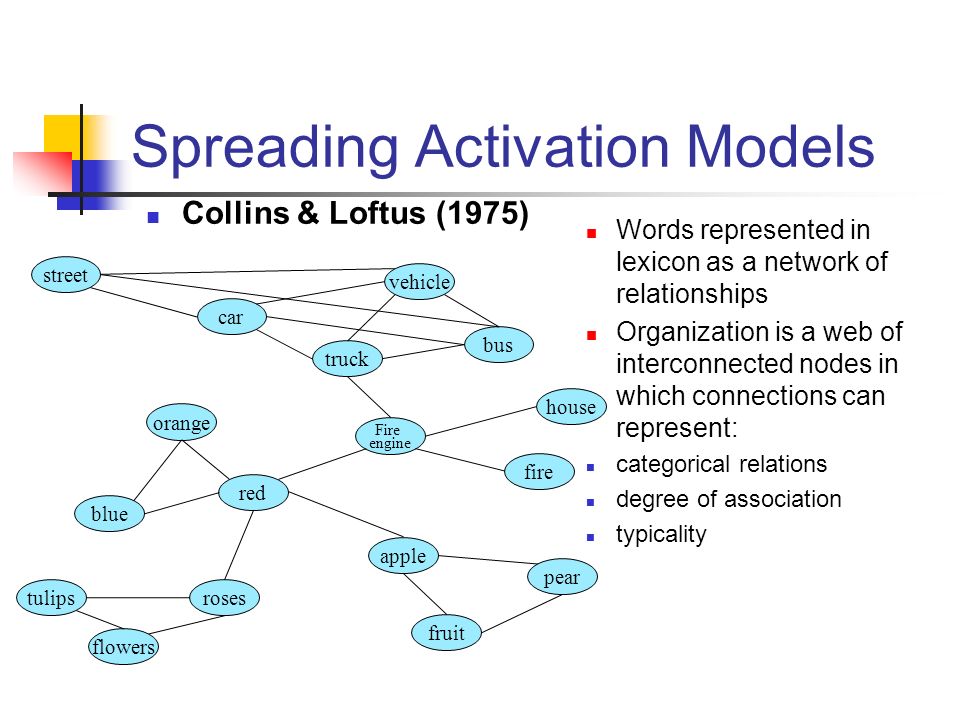 Spreading Activation Models
Collins & Loftus (1975)
street
vehicle
car
bus
truck
house
orange
Fire
engine
fire
red
blue
apple
pear
tulips
roses
fruit
flowers
Words represented in
lexicon as a network of
relationships
Organization is a web of
interconnected nodes in
which connections can
represent:
categorical relations
degree of association
typicality